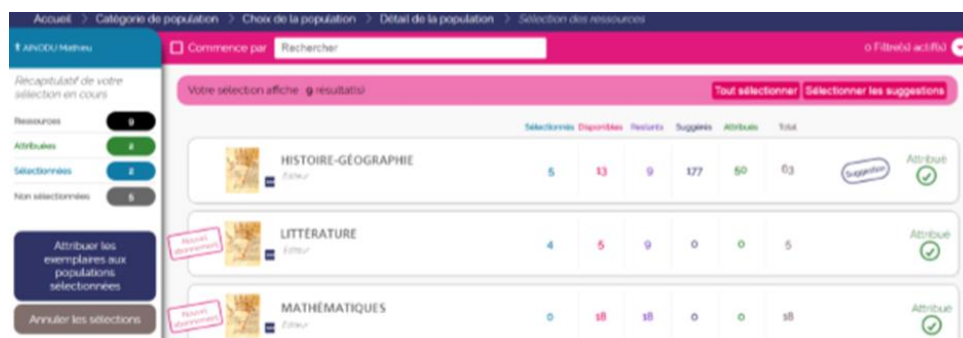 Accueil > Catégorie de population > Choix de la population > Détail de la population > Sélection des ressources
Mathieu
Commence par Rechercher 0 Filtre(s) actif(s)
Récapitulatif de votre
sélection en cours
Votre sélection affiche 9 résultat(s) Tout sélectionner Sélectionner les suggestions
Ressources 9
Attribuées 2
Sélectionnées 2
Non sélectionnées 5
Sélectionnés Disponibles Restants Suggérés Attribués Total
HISTOIRE-GÉOGRAPHIE 5 13 9 177 50 63 Suggestion Attribué
Éditeur
Nouvel
abonnement
LITTÉRATURE 4 5 9 0 0 5 Attribué
Éditeur
Nouvel
abonnement
MATHÉMATIQUES 0 18 18 0 0 18 Attribué
Éditeur
Attribuer les
exemplaires aux
populations
sélectionnées
Annuler les sélections